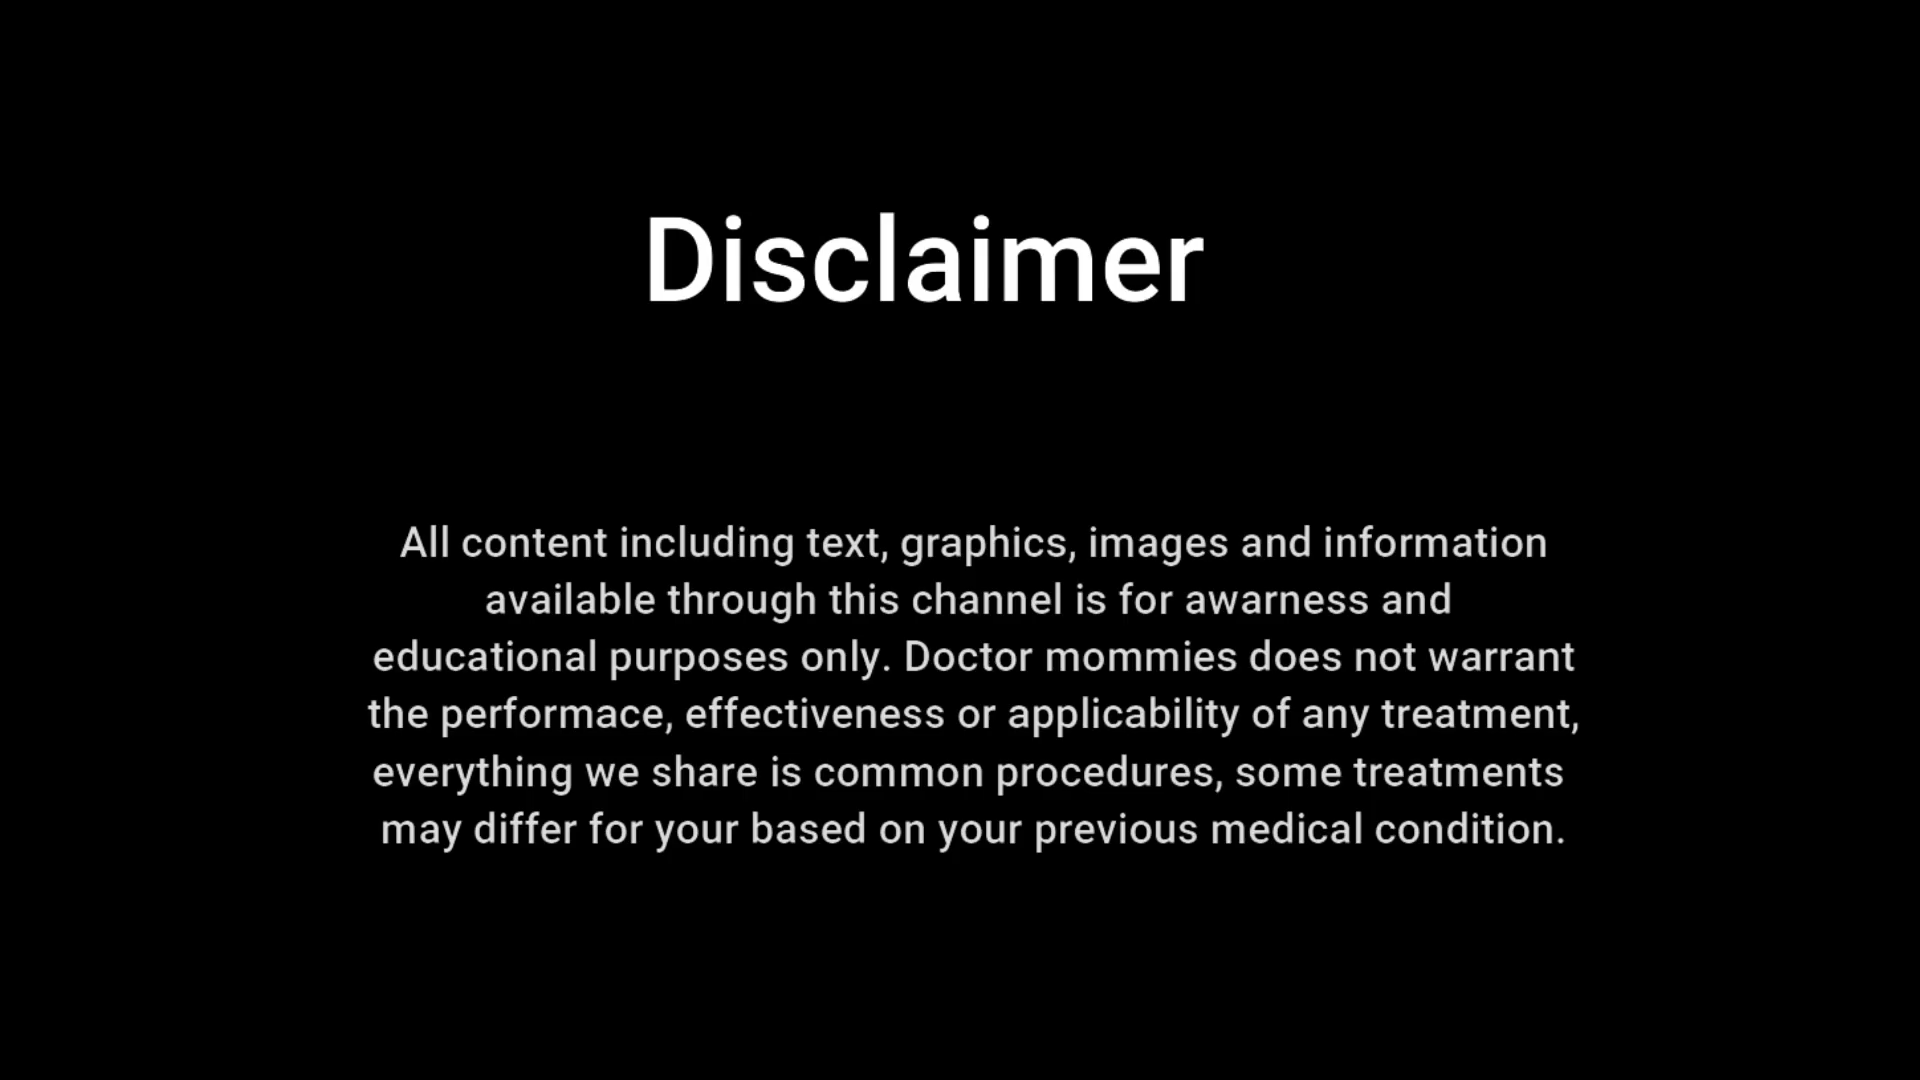 Disclaimer
All content including text, graphics, images and information
available through this channel is for awarness and
educational purposes only. Doctor mommies does not warrant
the performace, effectiveness or applicability of any treatment,
everything we share is common procedures, some treatments
may differ for your based on your previous medical condition.